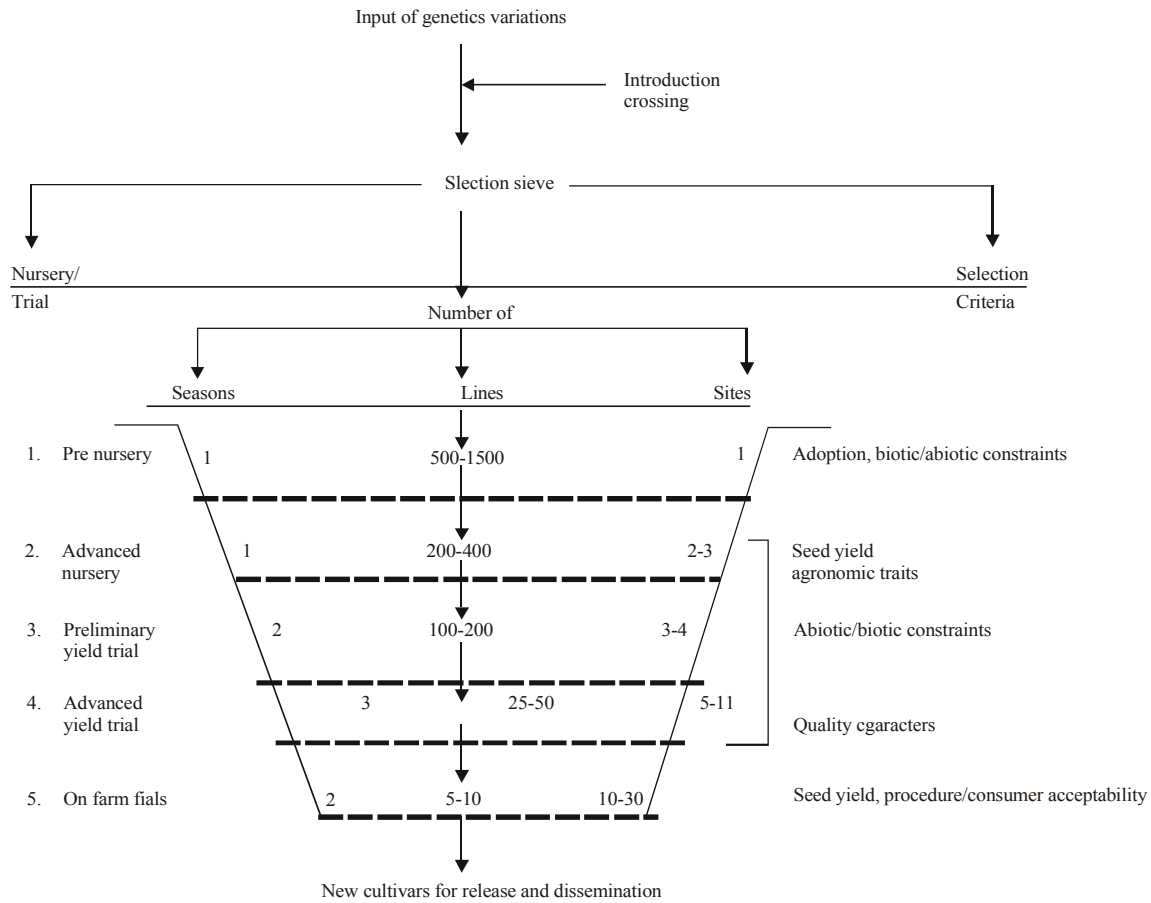 Input of genetics variations
Introduction
crossing
Slection sieve
Nursery/
Trial
Selection
Criteria
Number of
Seasons Lines Sites
1. Pre nursery 1 500-1500 1 Adoption, biotic/abiotic constraints
2. Advanced
nursery
1 200-400 2-3
Seed yield
agronomic traits
3. Preliminary
yield trial
2 100-200 3-4
Abiotic/biotic constraints
4. Advanced
yield trial
3 25-50 5-11
Quality cgaracters
5. On farm fials 2 5-10 10-30 Seed yield, procedure/consumer acceptability
New cultivars for release and dissemination